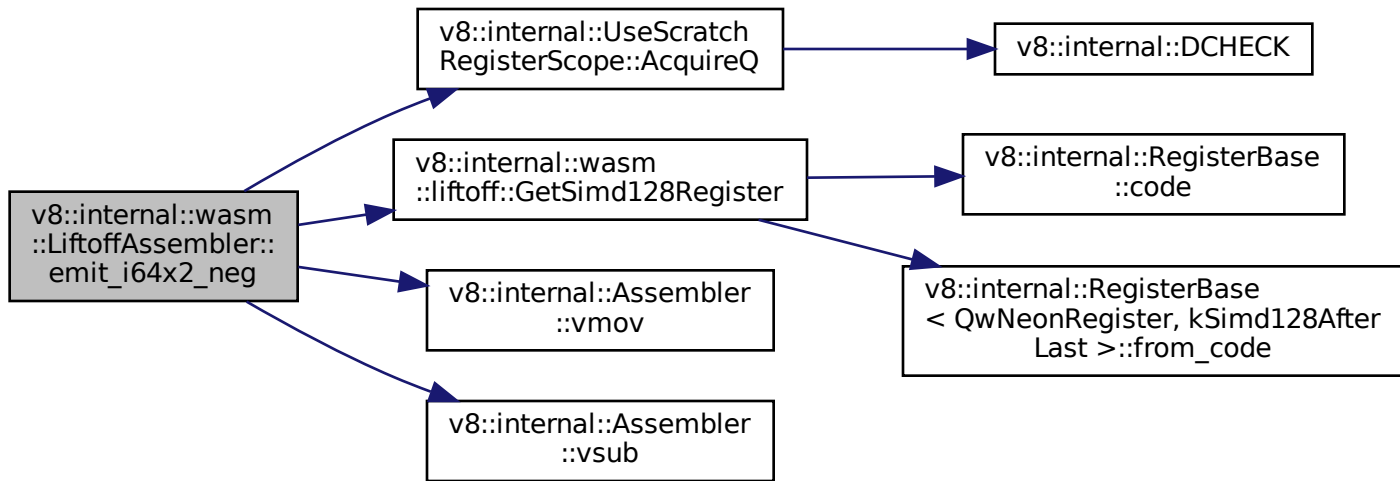 v8::internal::wasm
::LiftoffAssembler::
emit_i64x2_neg
v8::internal::UseScratch
RegisterScope::AcquireQ
v8::internal::DCHECK
v8::internal::wasm
::liftoff::GetSimd128Register
v8::internal::RegisterBase
::code
v8::internal::RegisterBase
< QwNeonRegister, kSimd128After
Last >::from_code
v8::internal::Assembler
::vmov
v8::internal::Assembler
::vsub